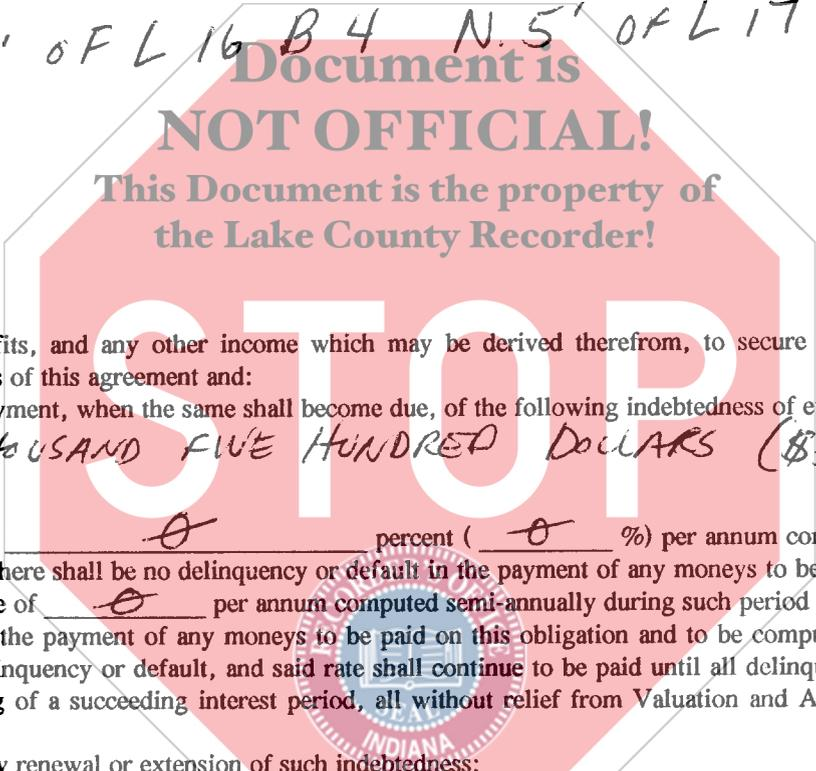 ' OF L 16 B 4 N. 5' OF L 17
Document is
NOT OFFICIAL!
This Document is the property of
the Lake County Recorder!
STOP
fits, and any other income which may be derived therefrom, to secure
s of this agreement and:
yment, when the same shall become due, of the following indebtedness of e
OUSAND FIVE HUNDRED DOLLARS ($
0 percent ( 0 %) per annum co
here shall be no delinquency or default in the payment of any moneys to be
e of 0 per annum computed semi-annually during such period
the payment of any moneys to be paid on this obligation and to be compu
nquency or default, and said rate shall continue to be paid until all delinqu
g of a succeeding interest period, all without relief from Valuation and A
SEAL
INDIANA
y renewal or extension of such indebtedness: